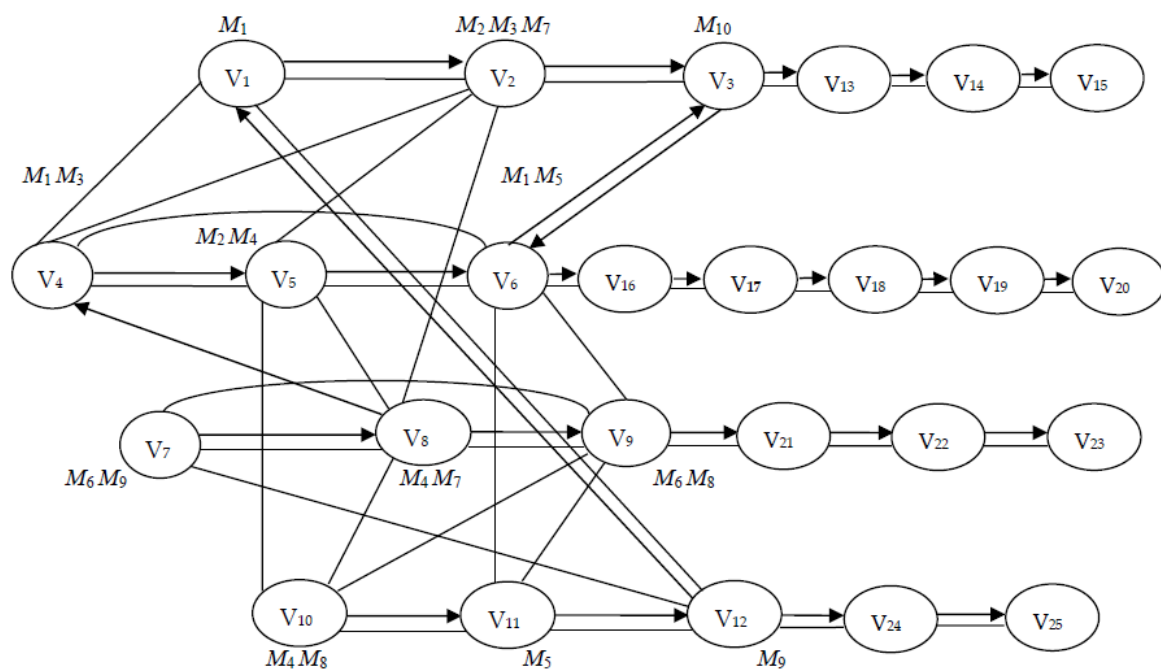 M₁ M₂ M₃ M₇ M₁₀
V₁ V₂ V₃ V₁₃ V₁₄ V₁₅
M₁ M₃ M₁ M₅
M₂ M₄
V₄ V₅ V₆ V₁₆ V₁₇ V₁₈ V₁₉ V₂₀
V₇ V₈ V₉ V₂₁ V₂₂ V₂₃
M₆ M₉ M₄ M₇ M₆ M₈
V₁₀ V₁₁ V₁₂ V₂₄ V₂₅
M₄ M₈ M₅ M₉